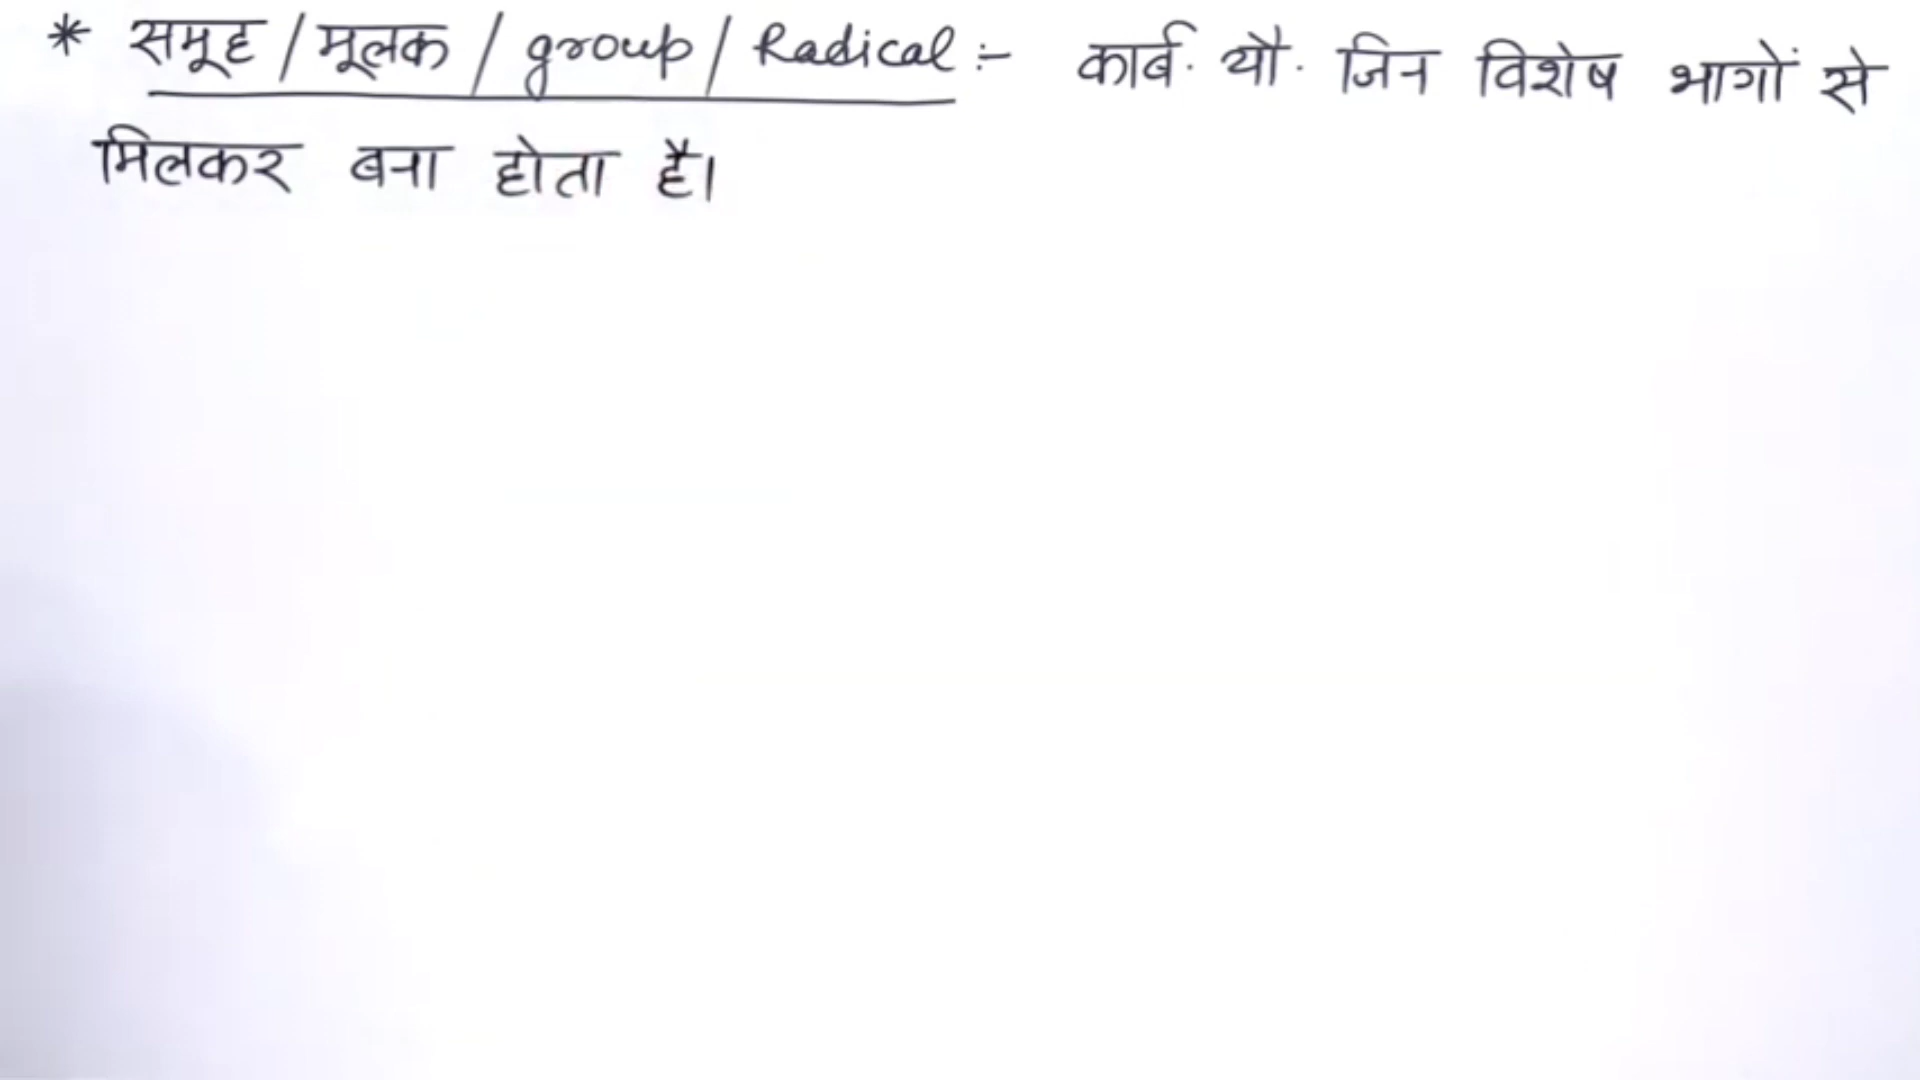 * समूह / मूलक / group / Radical :- कार्ब. यौ. जिन विशेष भागों से
मिलकर बना होता है।